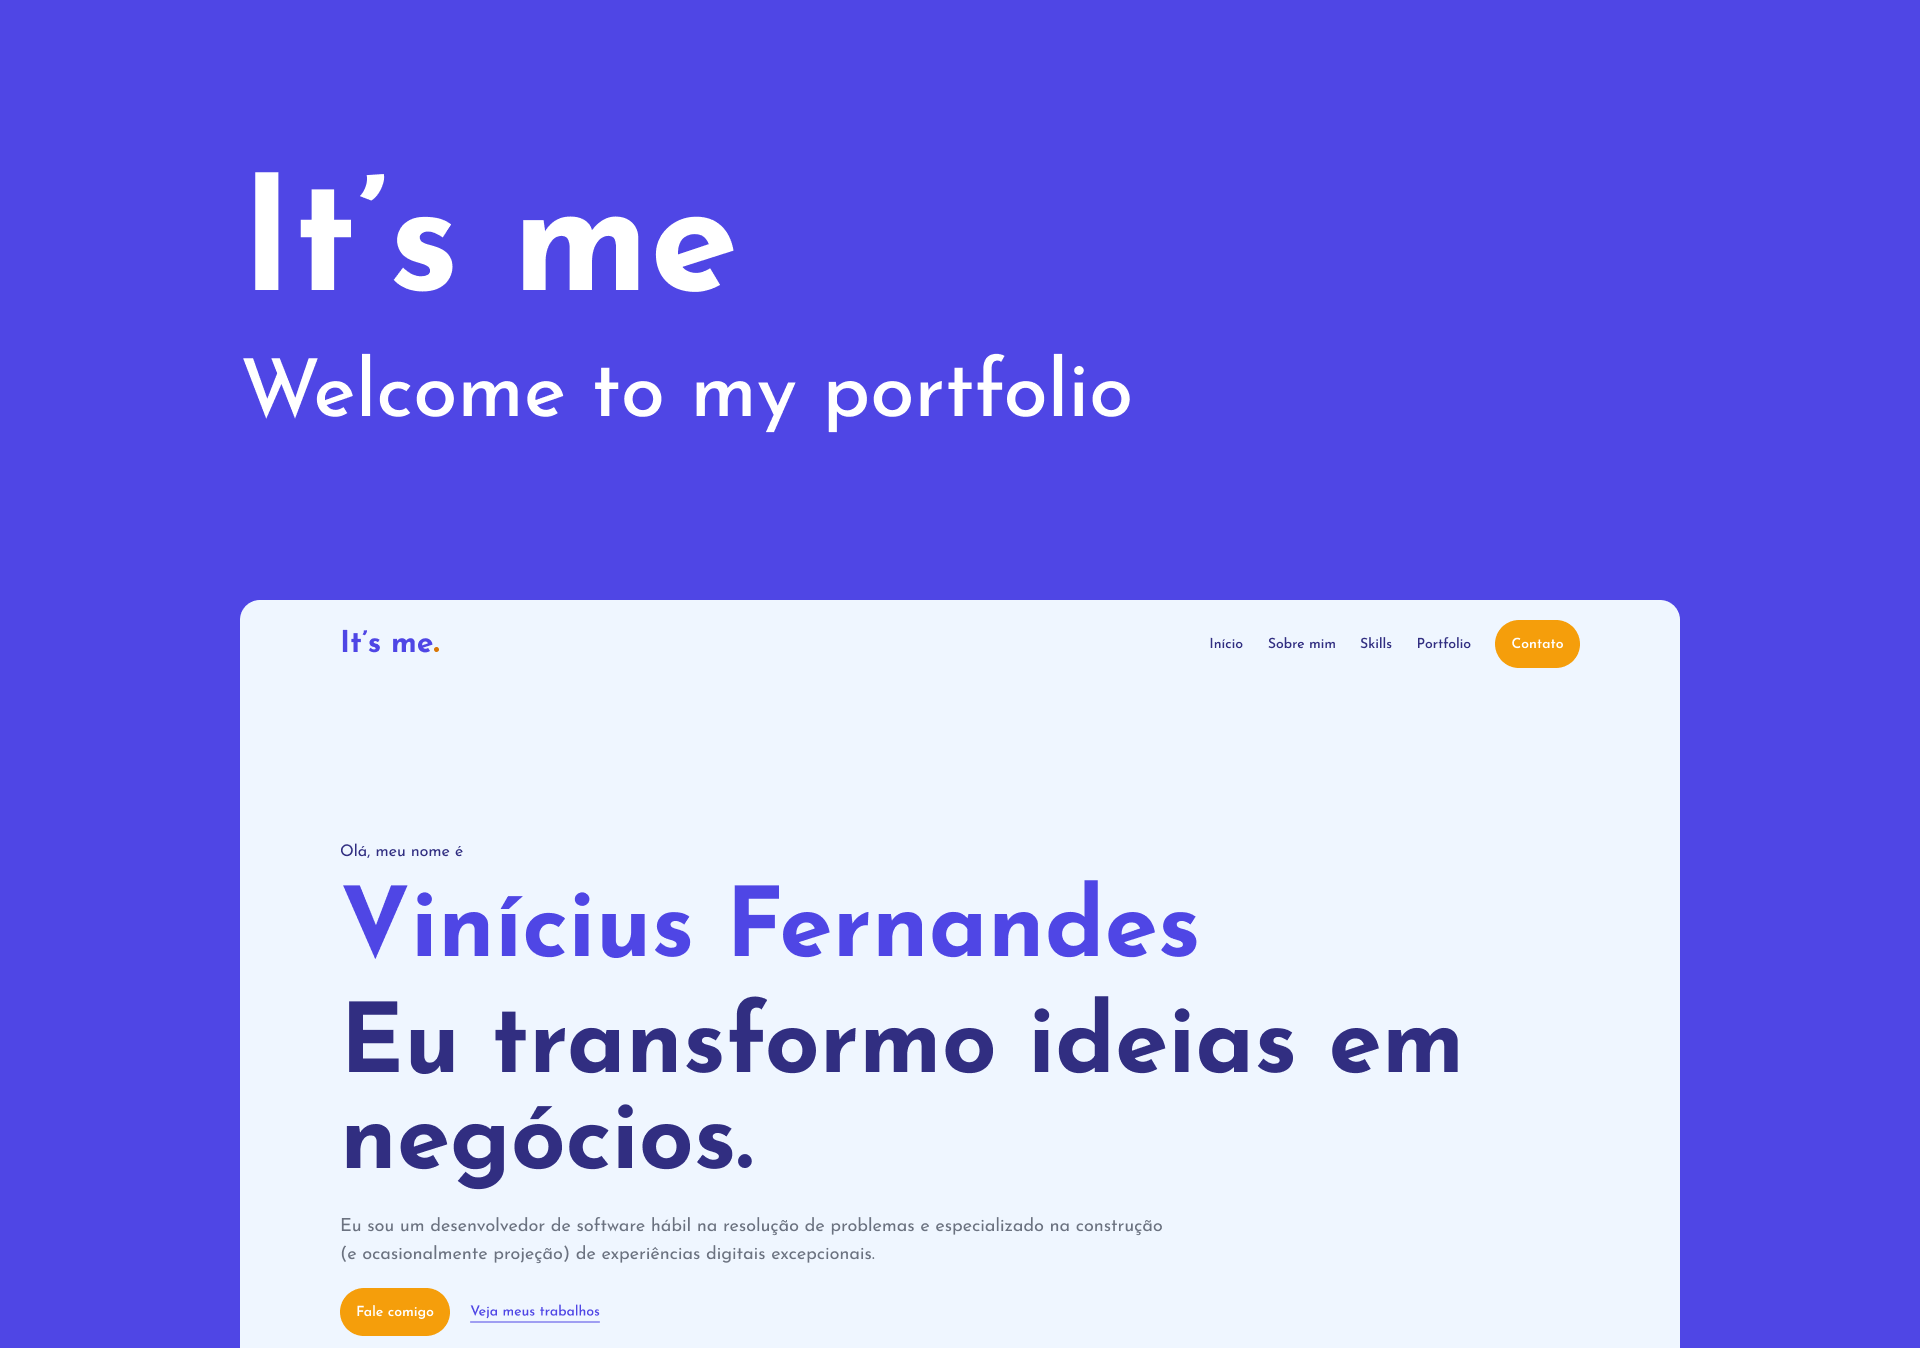 It’s me
Welcome to my portfolio
It’s me.
Início Sobre mim Skills Portfolio Contato
Olá, meu nome é
Vinícius Fernandes
Eu transformo ideias em
negócios.
Eu sou um desenvolvedor de software hábil na resolução de problemas e especializado na construção
(e ocasionalmente projeção) de experiências digitais excepcionais.
Fale comigo Veja meus trabalhos